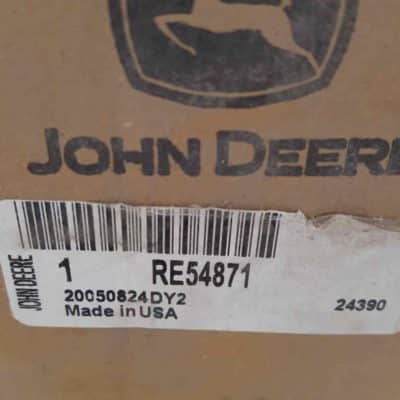 JOHN DEERE
JOHN DEERE
1 RE54871
20050824DY2
Made in USA
24390